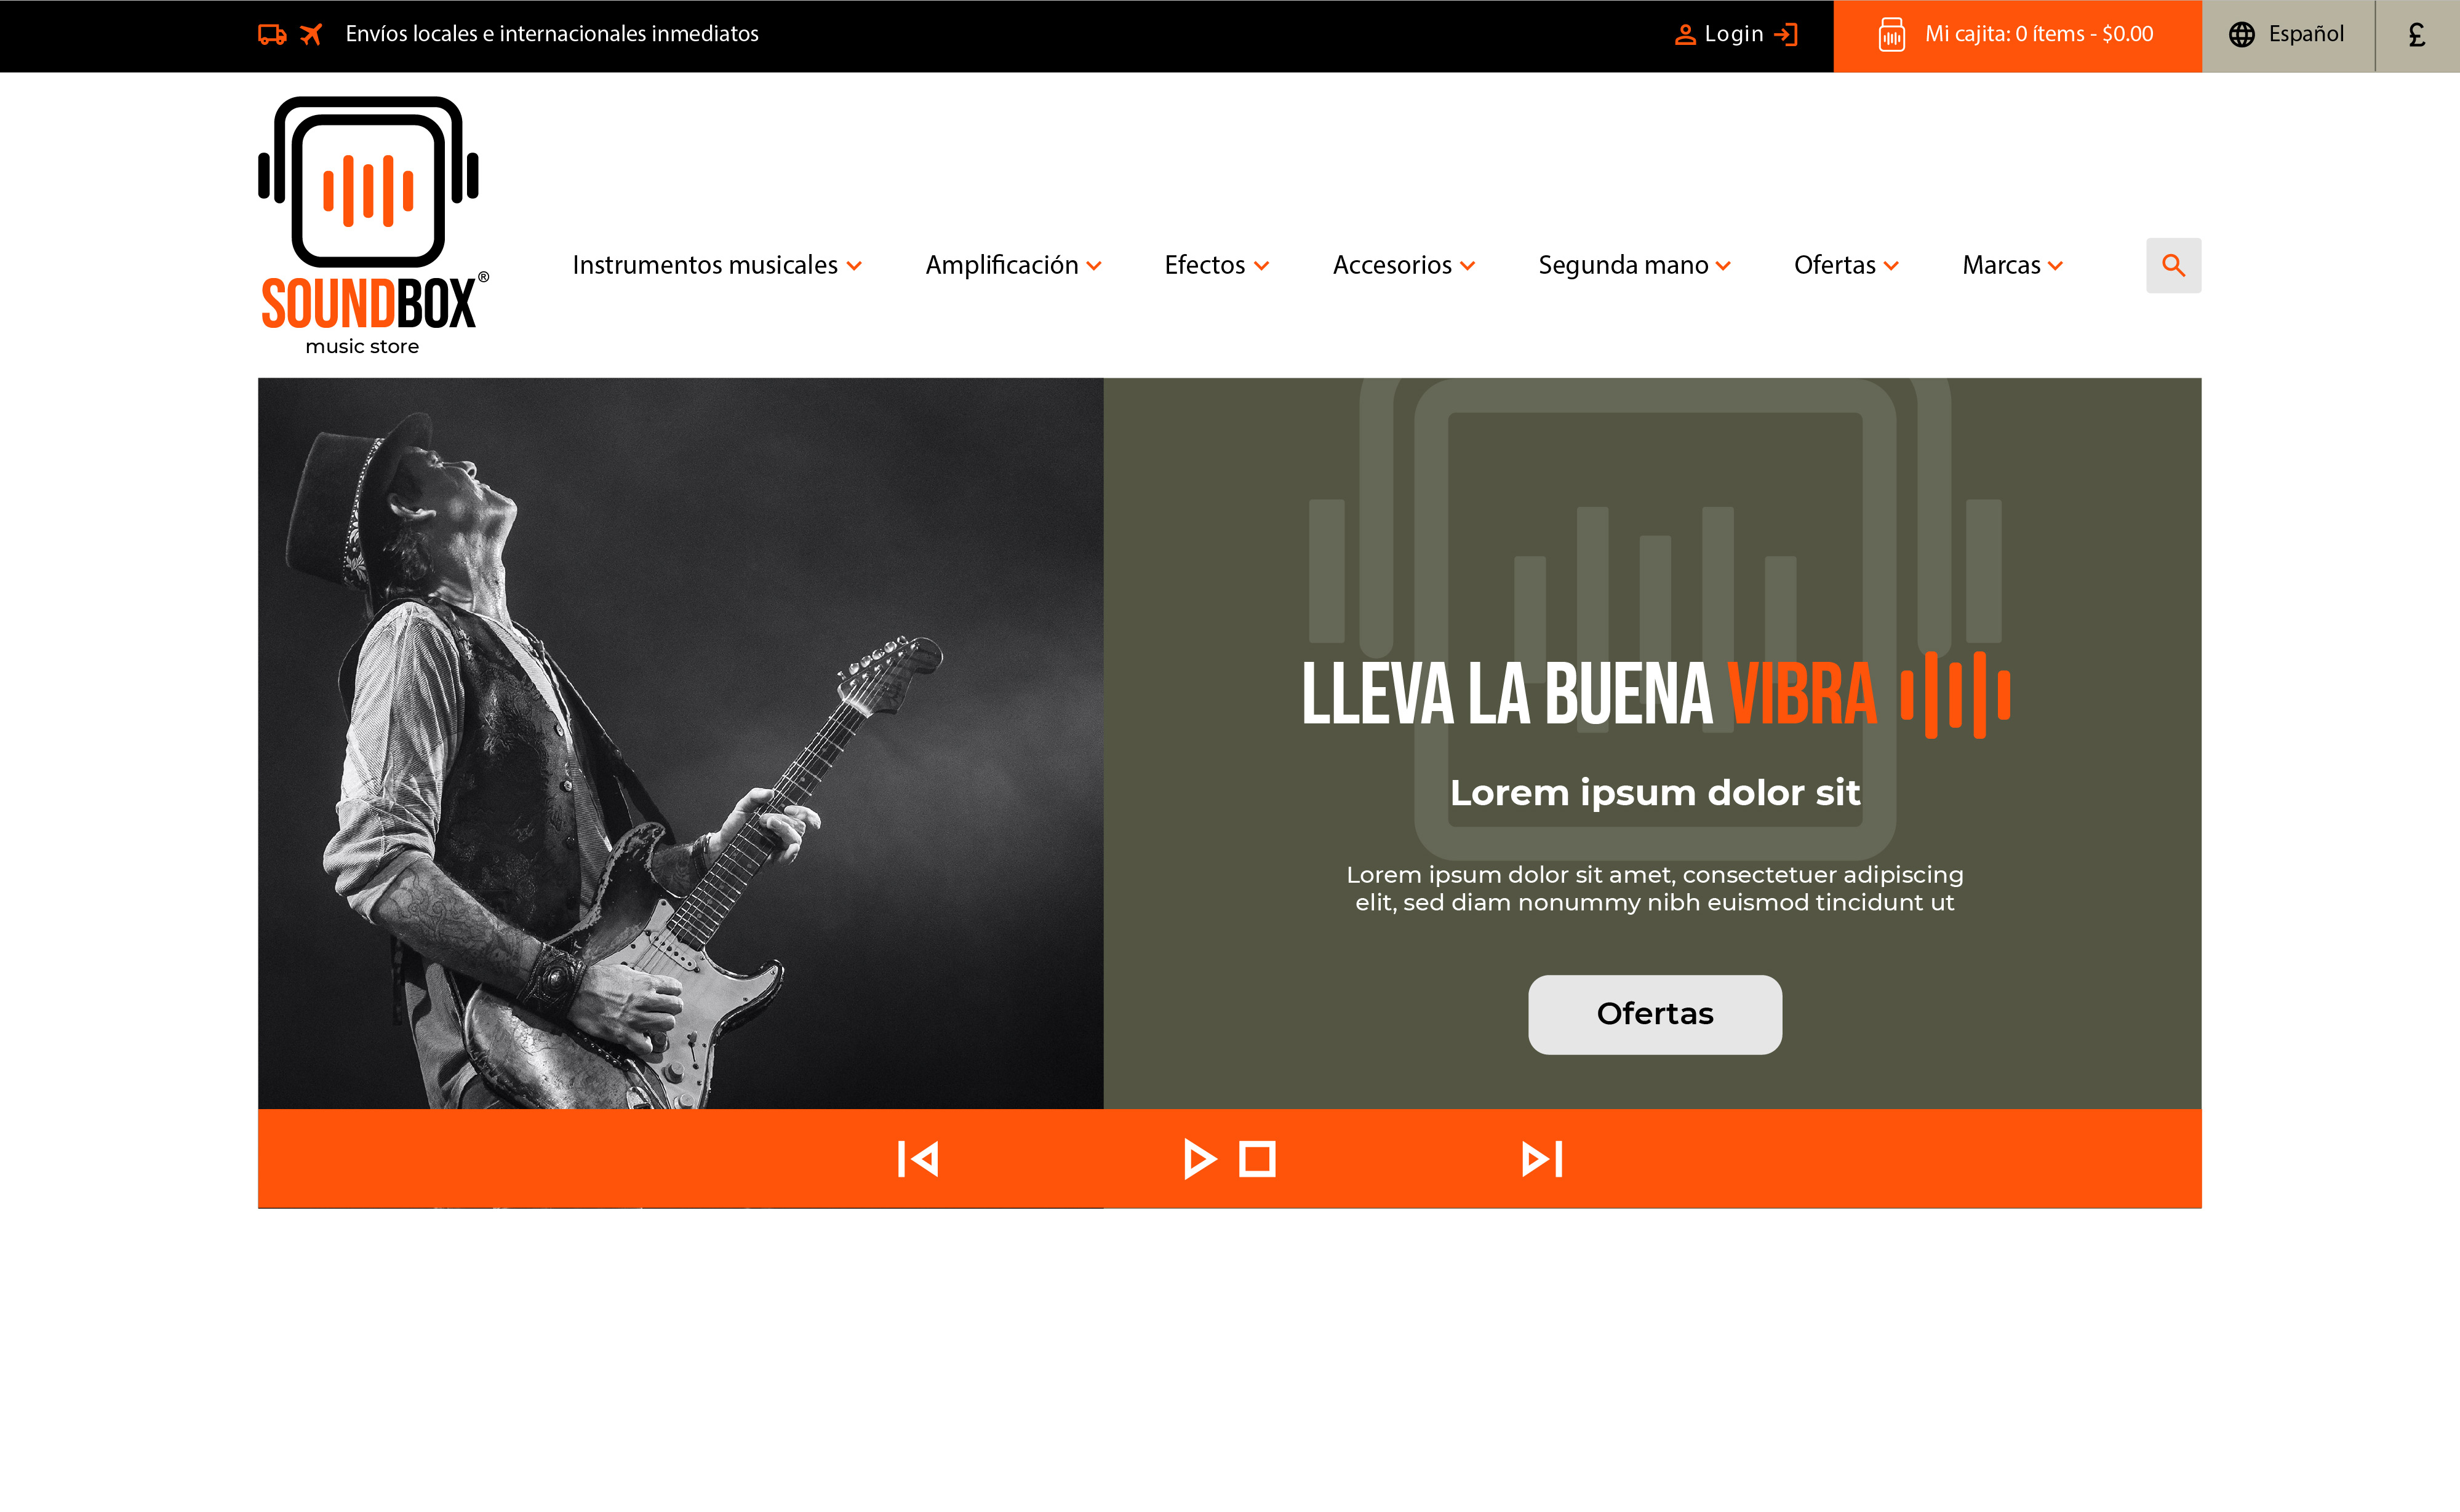 Envíos locales e internacionales inmediatos
Login
Mi cajita: 0 ítems - $0.00
Español
£
SOUNDBOX®
music store
Instrumentos musicales
Amplificación
Efectos
Accesorios
Segunda mano
Ofertas
Marcas
LLEVA LA BUENA VIBRA
Lorem ipsum dolor sit
Lorem ipsum dolor sit amet, consectetuer adipiscing
elit, sed diam nonummy nibh euismod tincidunt ut
Ofertas